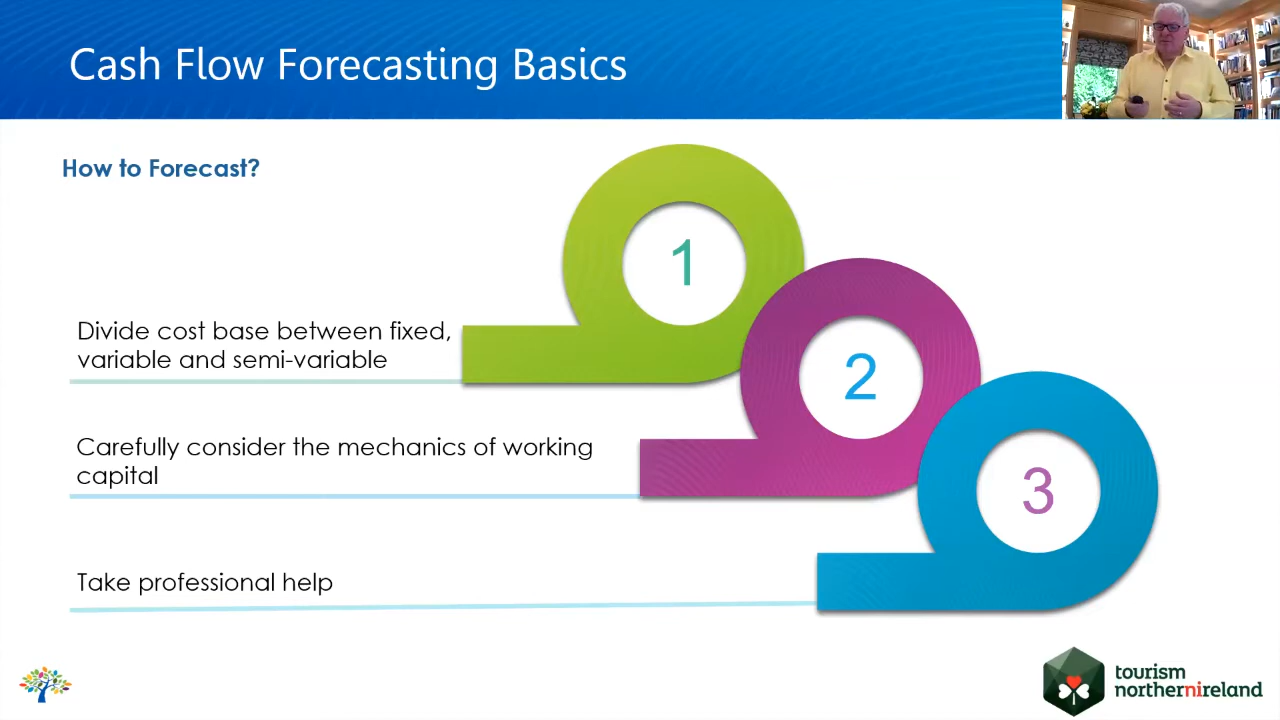 Cash Flow Forecasting Basics
How to Forecast?
1
Divide cost base between fixed,
variable and semi-variable
2
Carefully consider the mechanics of working
capital
3
Take professional help
tourism
northernireland